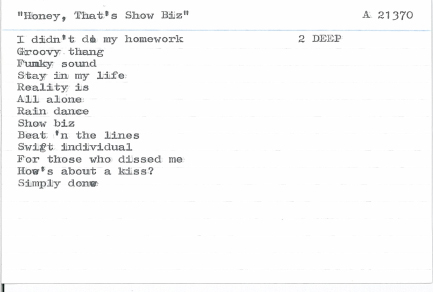 "Honey, That's Show Biz" A 21370
I didn't do my homework 2 DEEP
Groovy thang
Funky sound
Stay in my life
Reality is
All alone
Rain dance
Show biz
Beat 'n the lines
Swift individual
For those who dissed me
How's about a kiss?
Simply done